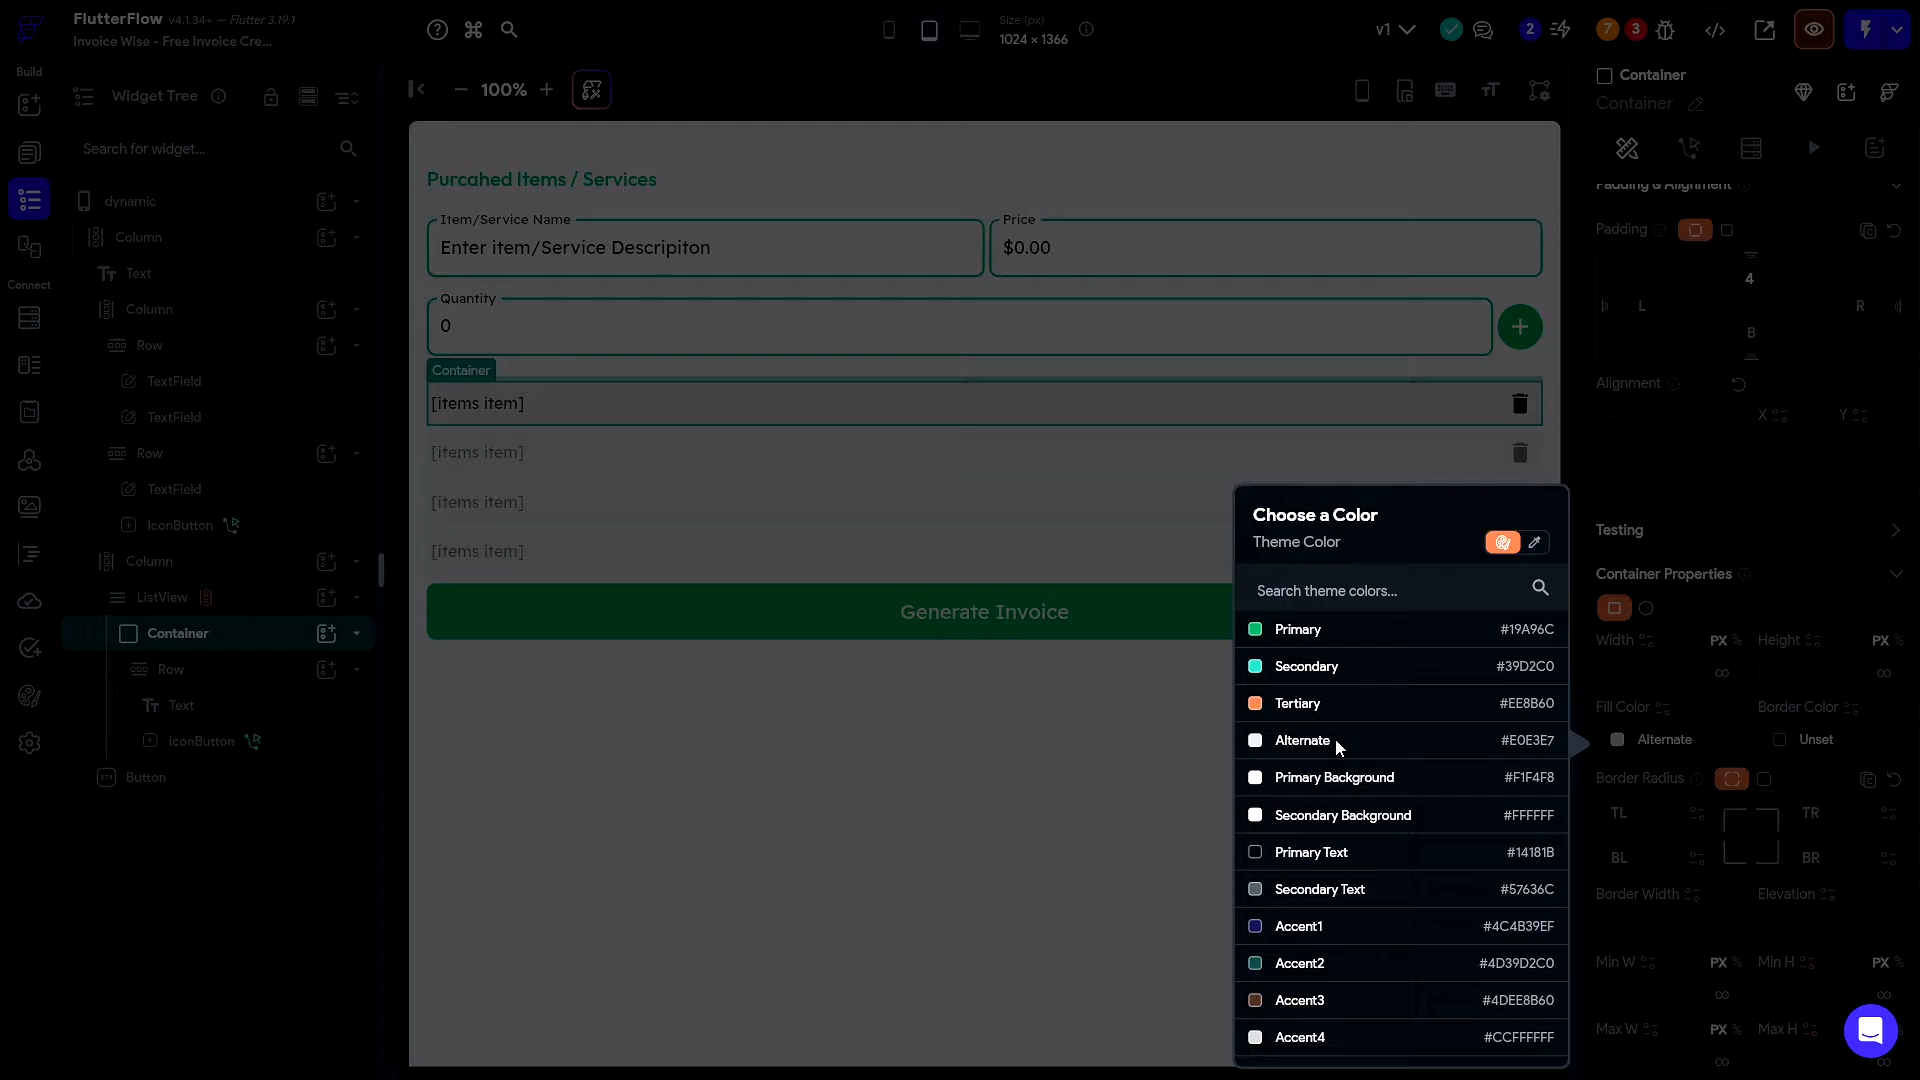 FlutterFlow v4.1.34+ — Flutter 3.19.1
Invoice Wise - Free Invoice Cre...
Size (px)
1024 × 1366
v1
2
7
3
Build
Widget Tree
100%
Container
Container
Search for widget...
Connect
dynamic
Column
Text
Column
Row
TextField
TextField
Row
TextField
IconButton
Column
ListView
Container
Row
Text
IconButton
Button
Purcahed Items / Services
Item/Service Name
Enter item/Service Descripiton
Price
$0.00
Quantity
0
Container
[items item]
[items item]
[items item]
[items item]
Generate Invoice
Choose a Color
Theme Color
Search theme colors...
Primary #19A96C
Secondary #39D2C0
Tertiary #EE8B60
Alternate #E0E3E7
Primary Background #F1F4F8
Secondary Background #FFFFFF
Primary Text #14181B
Secondary Text #57636C
Accent1 #4C4B39EF
Accent2 #4D39D2C0
Accent3 #4DEE8B60
Accent4 #CCFFFFFF
Padding & Alignment
Padding
4
L
R
B
Alignment
X
Y
Testing
Container Properties
Width PX %
Height PX %
∞
∞
Fill Color
Border Color
Alternate
Unset
Border Radius
TL
TR
BL
BR
Border Width
Elevation
Min W PX %
Min H PX %
∞
∞
Max W PX %
Max H PX %
∞
∞